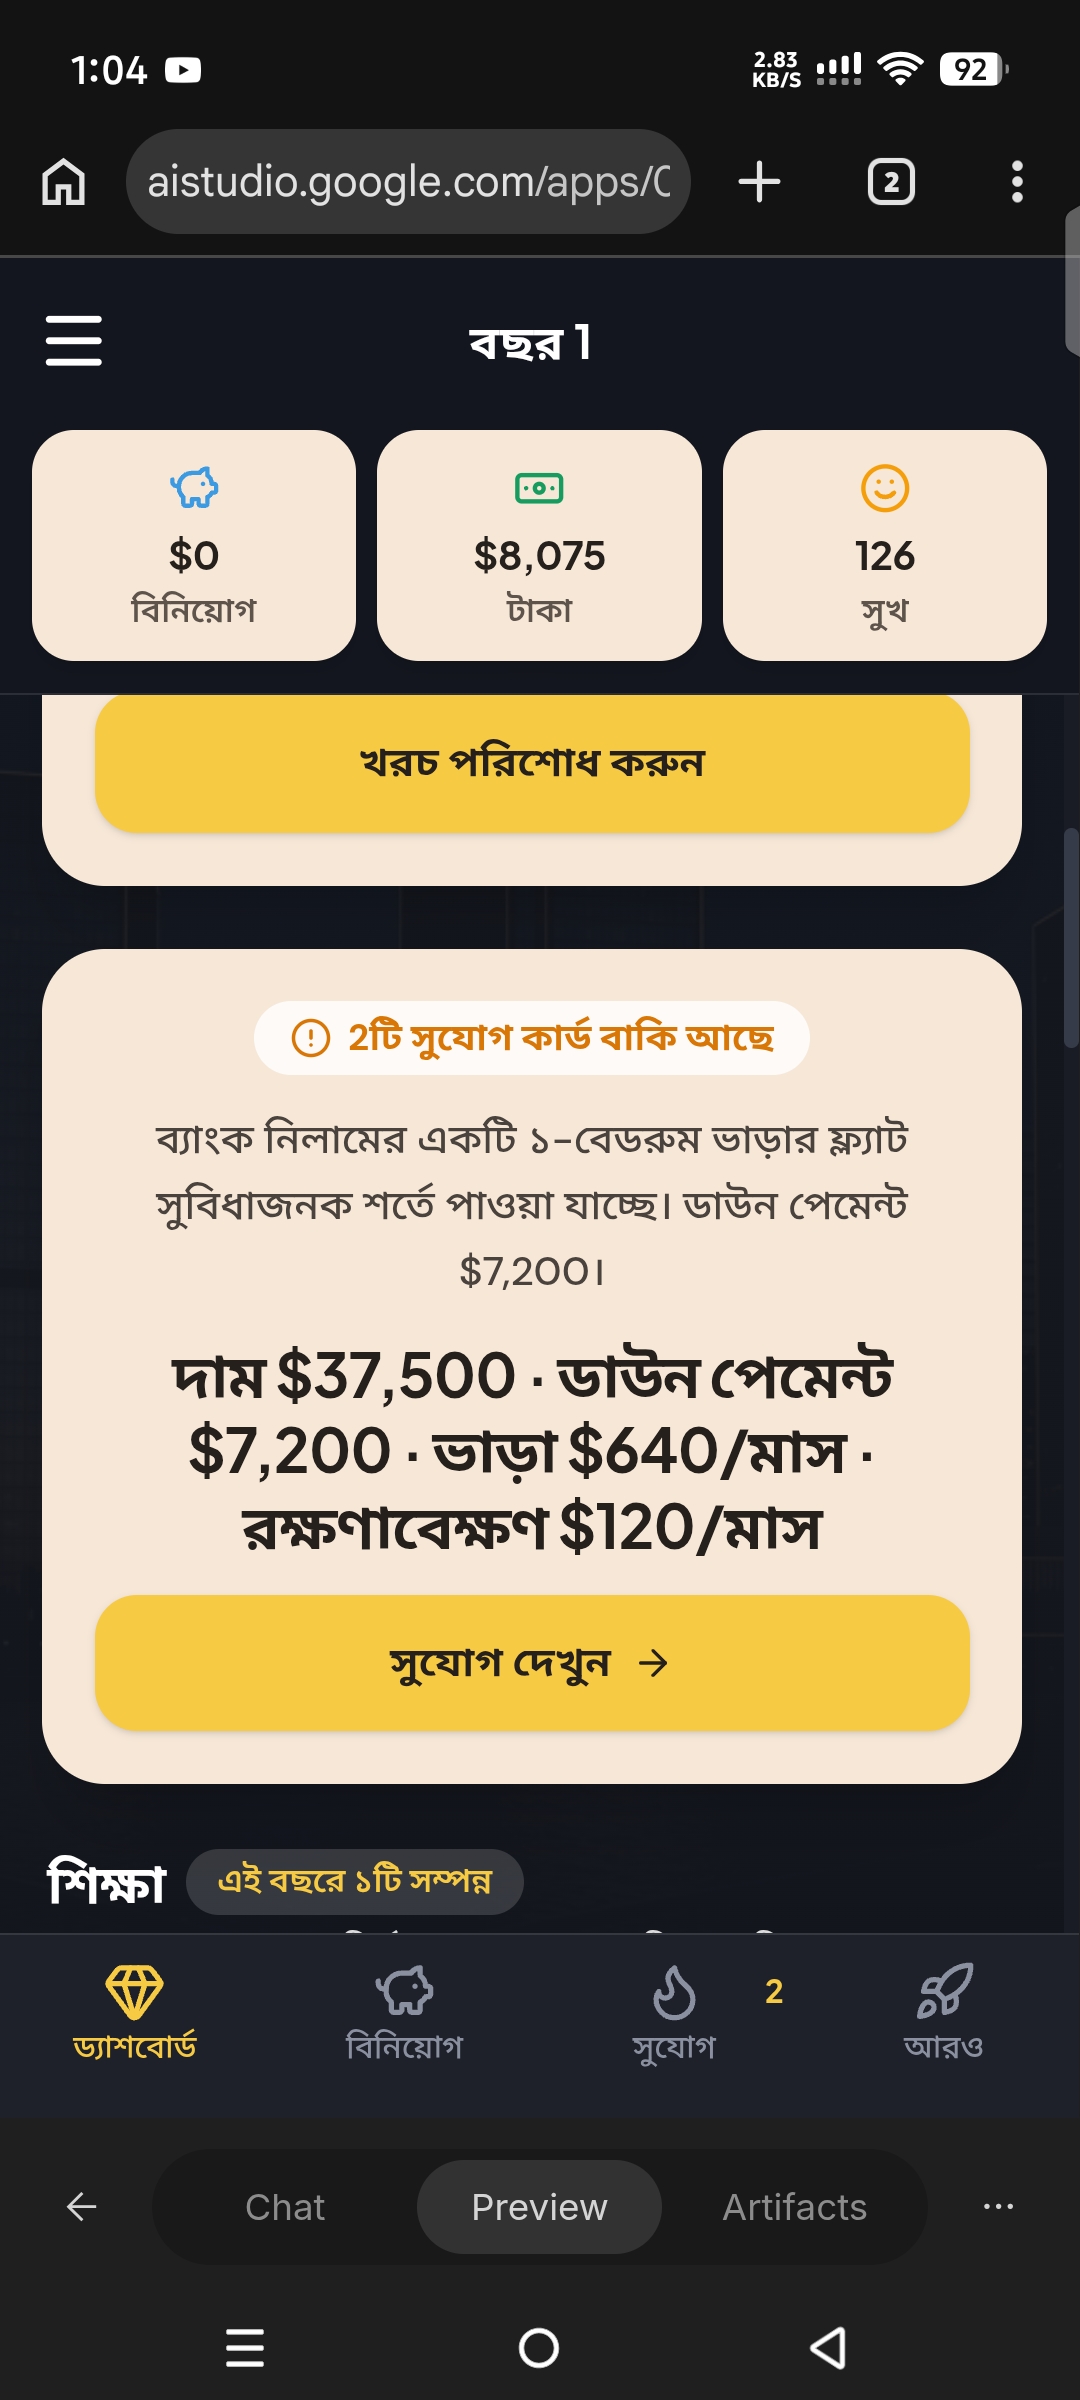 1:04
2.83
KB/S
92
aistudio.google.com/apps/
2
বছর 1
$0
বিনিয়োগ
$8,075
টাকা
126
সুখ
খরচ পরিশোধ করুন
2টি সুযোগ কার্ড বাকি আছে
ব্যাংক নিলামের একটি ১-বেডরুম ভাড়ার ফ্ল্যাট
সুবিধাজনক শর্তে পাওয়া যাচ্ছে। ডাউন পেমেন্ট
$7,200।
দাম $37,500 · ডাউন পেমেন্ট
$7,200 · ভাড়া $640/মাস ·
রক্ষণাবেক্ষণ $120/মাস
সুযোগ দেখুন →
শিক্ষা
এই বছরে ১টি সম্পন্ন
ড্যাশবোর্ড
বিনিয়োগ
সুযোগ
2
আরও
Chat
Preview
Artifacts